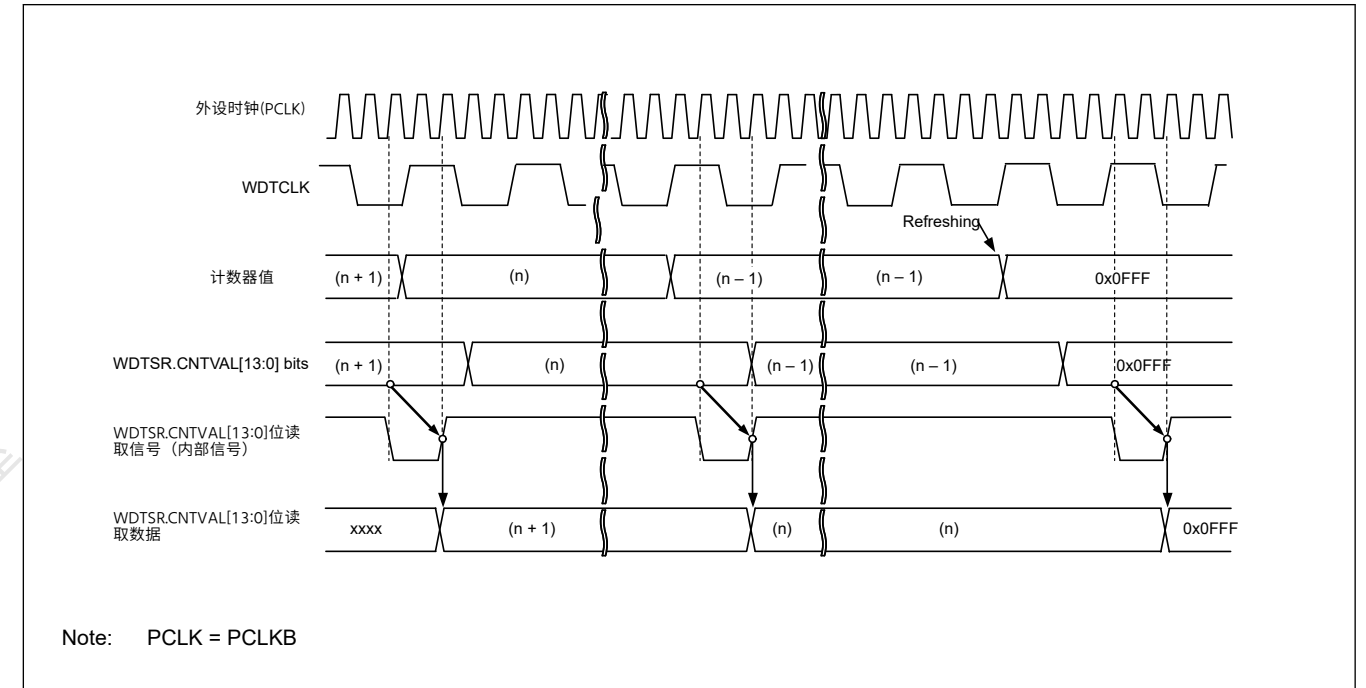 外设时钟(PCLK)
WDTCLK
Refreshing
计数器值 (n + 1) (n) (n – 1) (n – 1) 0x0FFF
WDTSR.CNTVAL[13:0] bits (n + 1) (n) (n – 1) (n – 1) 0x0FFF
WDTSR.CNTVAL[13:0]位读
取信号（内部信号）
WDTSR.CNTVAL[13:0]位读
取数据
xxxx (n + 1) (n) (n) 0x0FFF
Note: PCLK = PCLKB